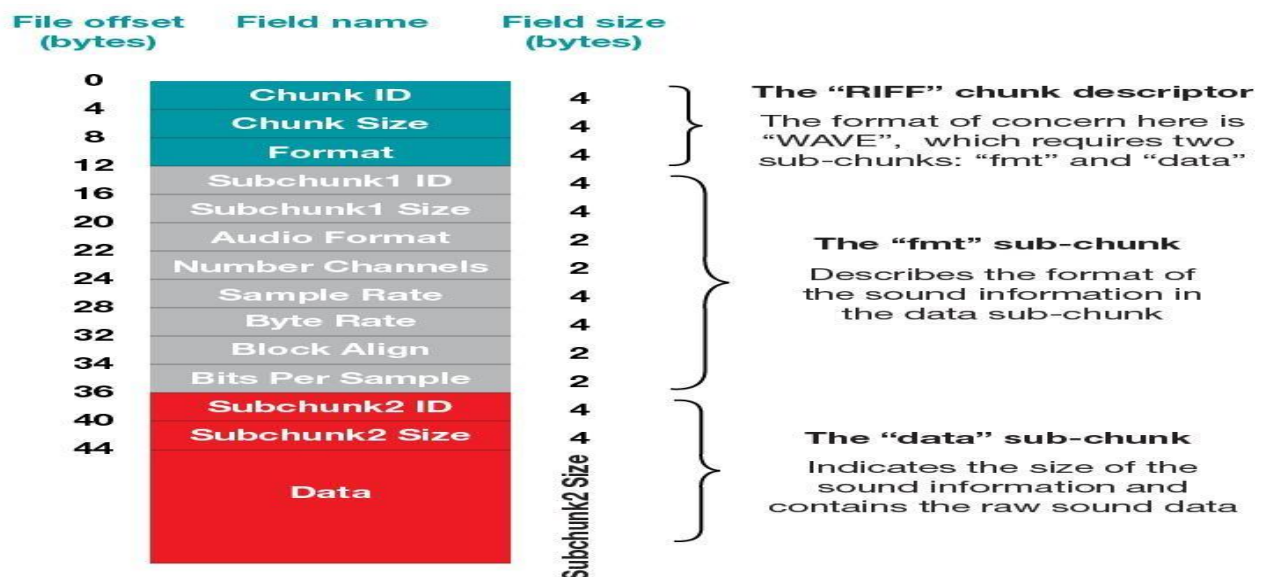 File offset
(bytes)
Field name
Field size
(bytes)
0
Chunk ID
4
4
Chunk Size
4
8
Format
4
12
Subchunk1 ID
4
16
Subchunk1 Size
4
20
Audio Format
2
22
Number Channels
2
24
Sample Rate
4
28
Byte Rate
4
32
Block Align
2
34
Bits Per Sample
2
36
Subchunk2 ID
4
40
Subchunk2 Size
4
44
Data
Subchunk2 Size
The “RIFF” chunk descriptor
The format of concern here is
“WAVE”, which requires two
sub-chunks: “fmt” and “data”
The “fmt” sub-chunk
Describes the format of
the sound information in
the data sub-chunk
The “data” sub-chunk
Indicates the size of the
sound information and
contains the raw sound data